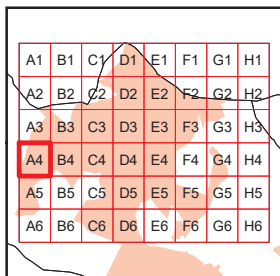 A1 B1 C1 D1 E1 F1 G1 H1
A2 B2 C2 D2 E2 F2 G2 H2
A3 B3 C3 D3 E3 F3 G3 H3
A4 B4 C4 D4 E4 F4 G4 H4
A5 B5 C5 D5 E5 F5 G5 H5
A6 B6 C6 D6 E6 F6 G6 H6